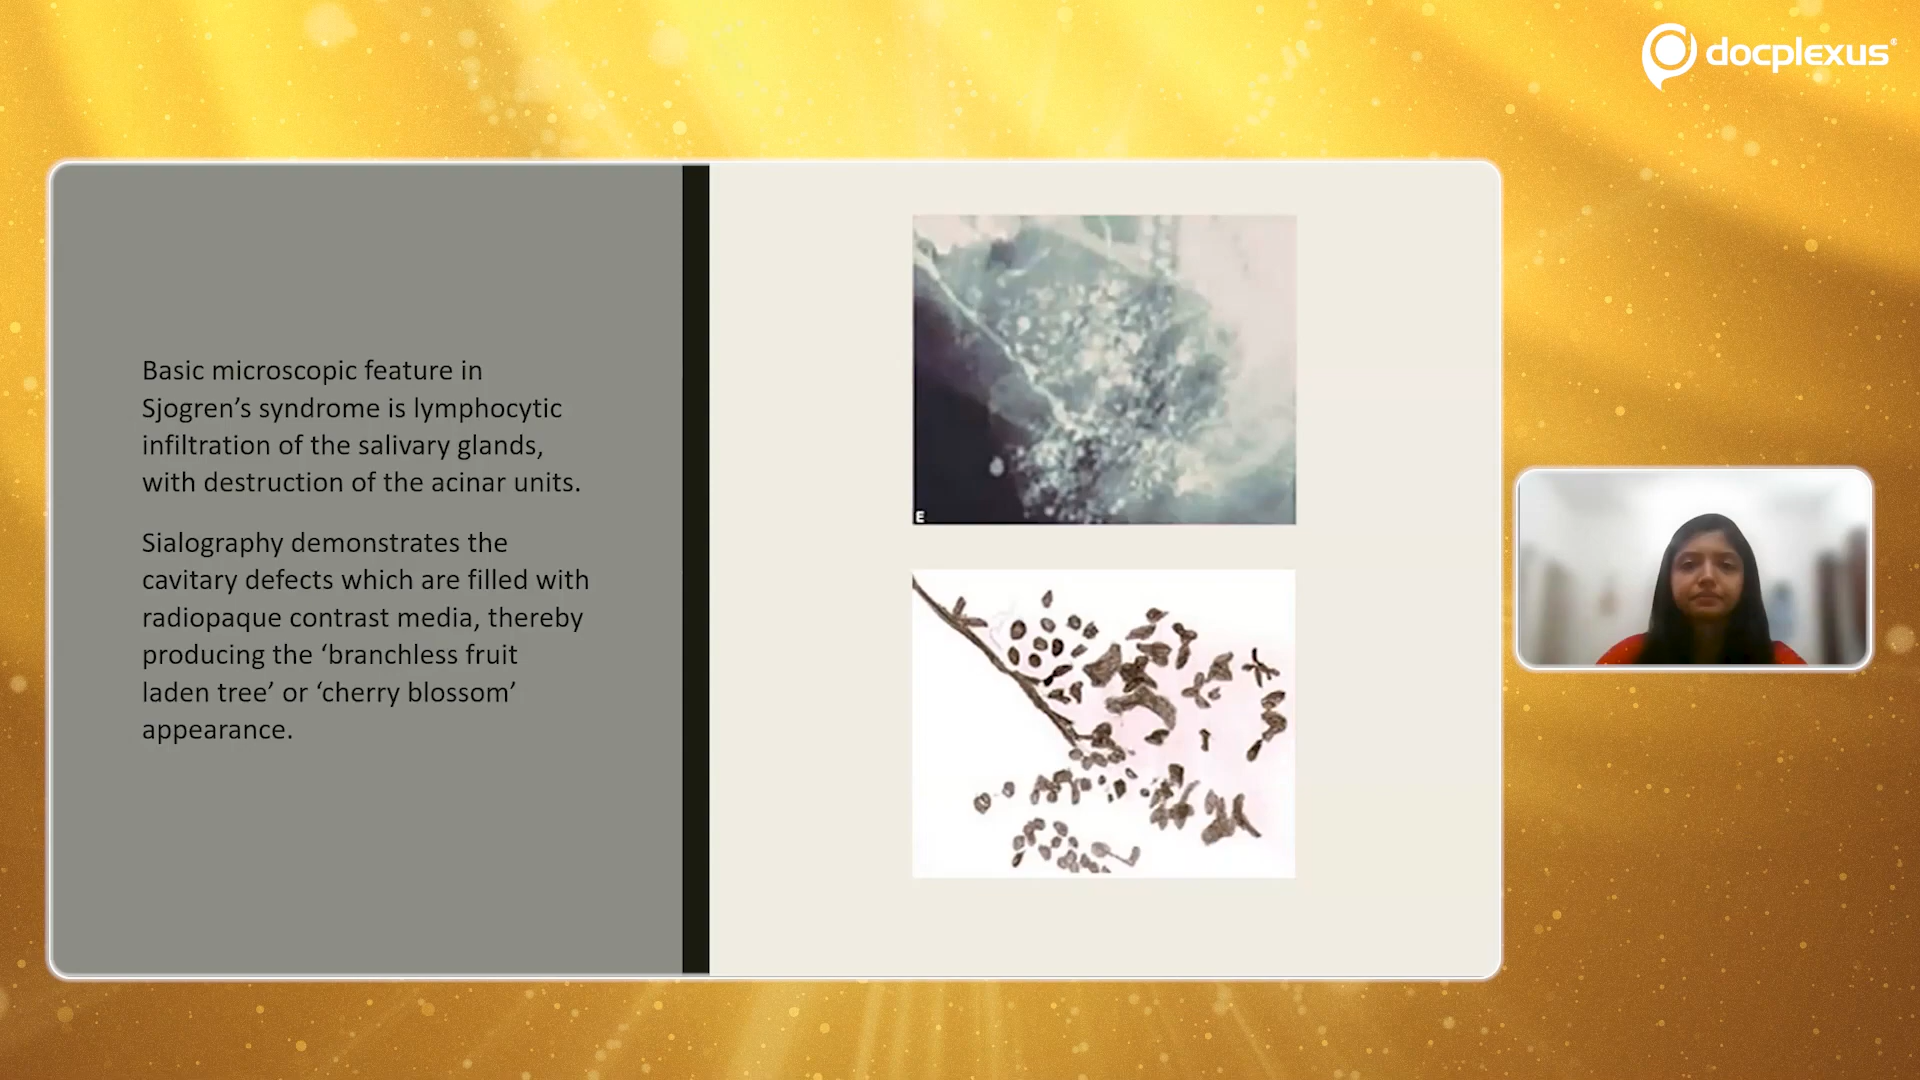 docplexus®
Basic microscopic feature in
Sjogren’s syndrome is lymphocytic
infiltration of the salivary glands,
with destruction of the acinar units.
Sialography demonstrates the
cavitary defects which are filled with
radiopaque contrast media, thereby
producing the ‘branchless fruit
laden tree’ or ‘cherry blossom’
appearance.
E